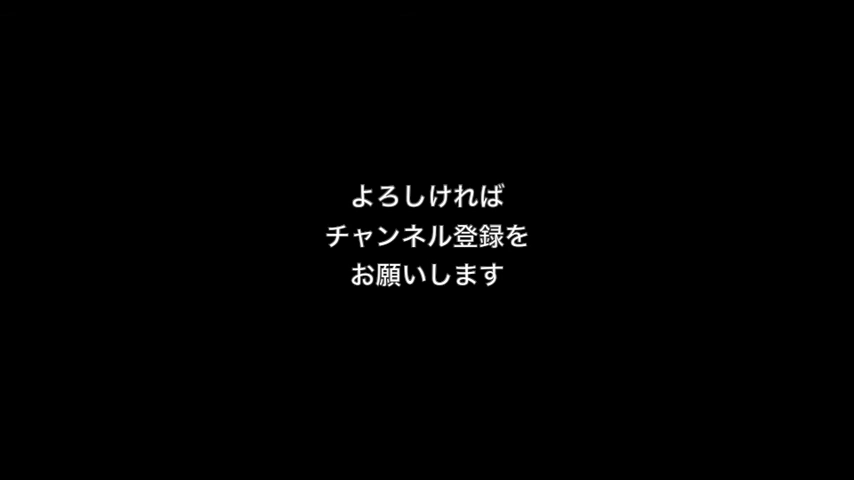 よろしければ
チャンネル登録を
お願いします